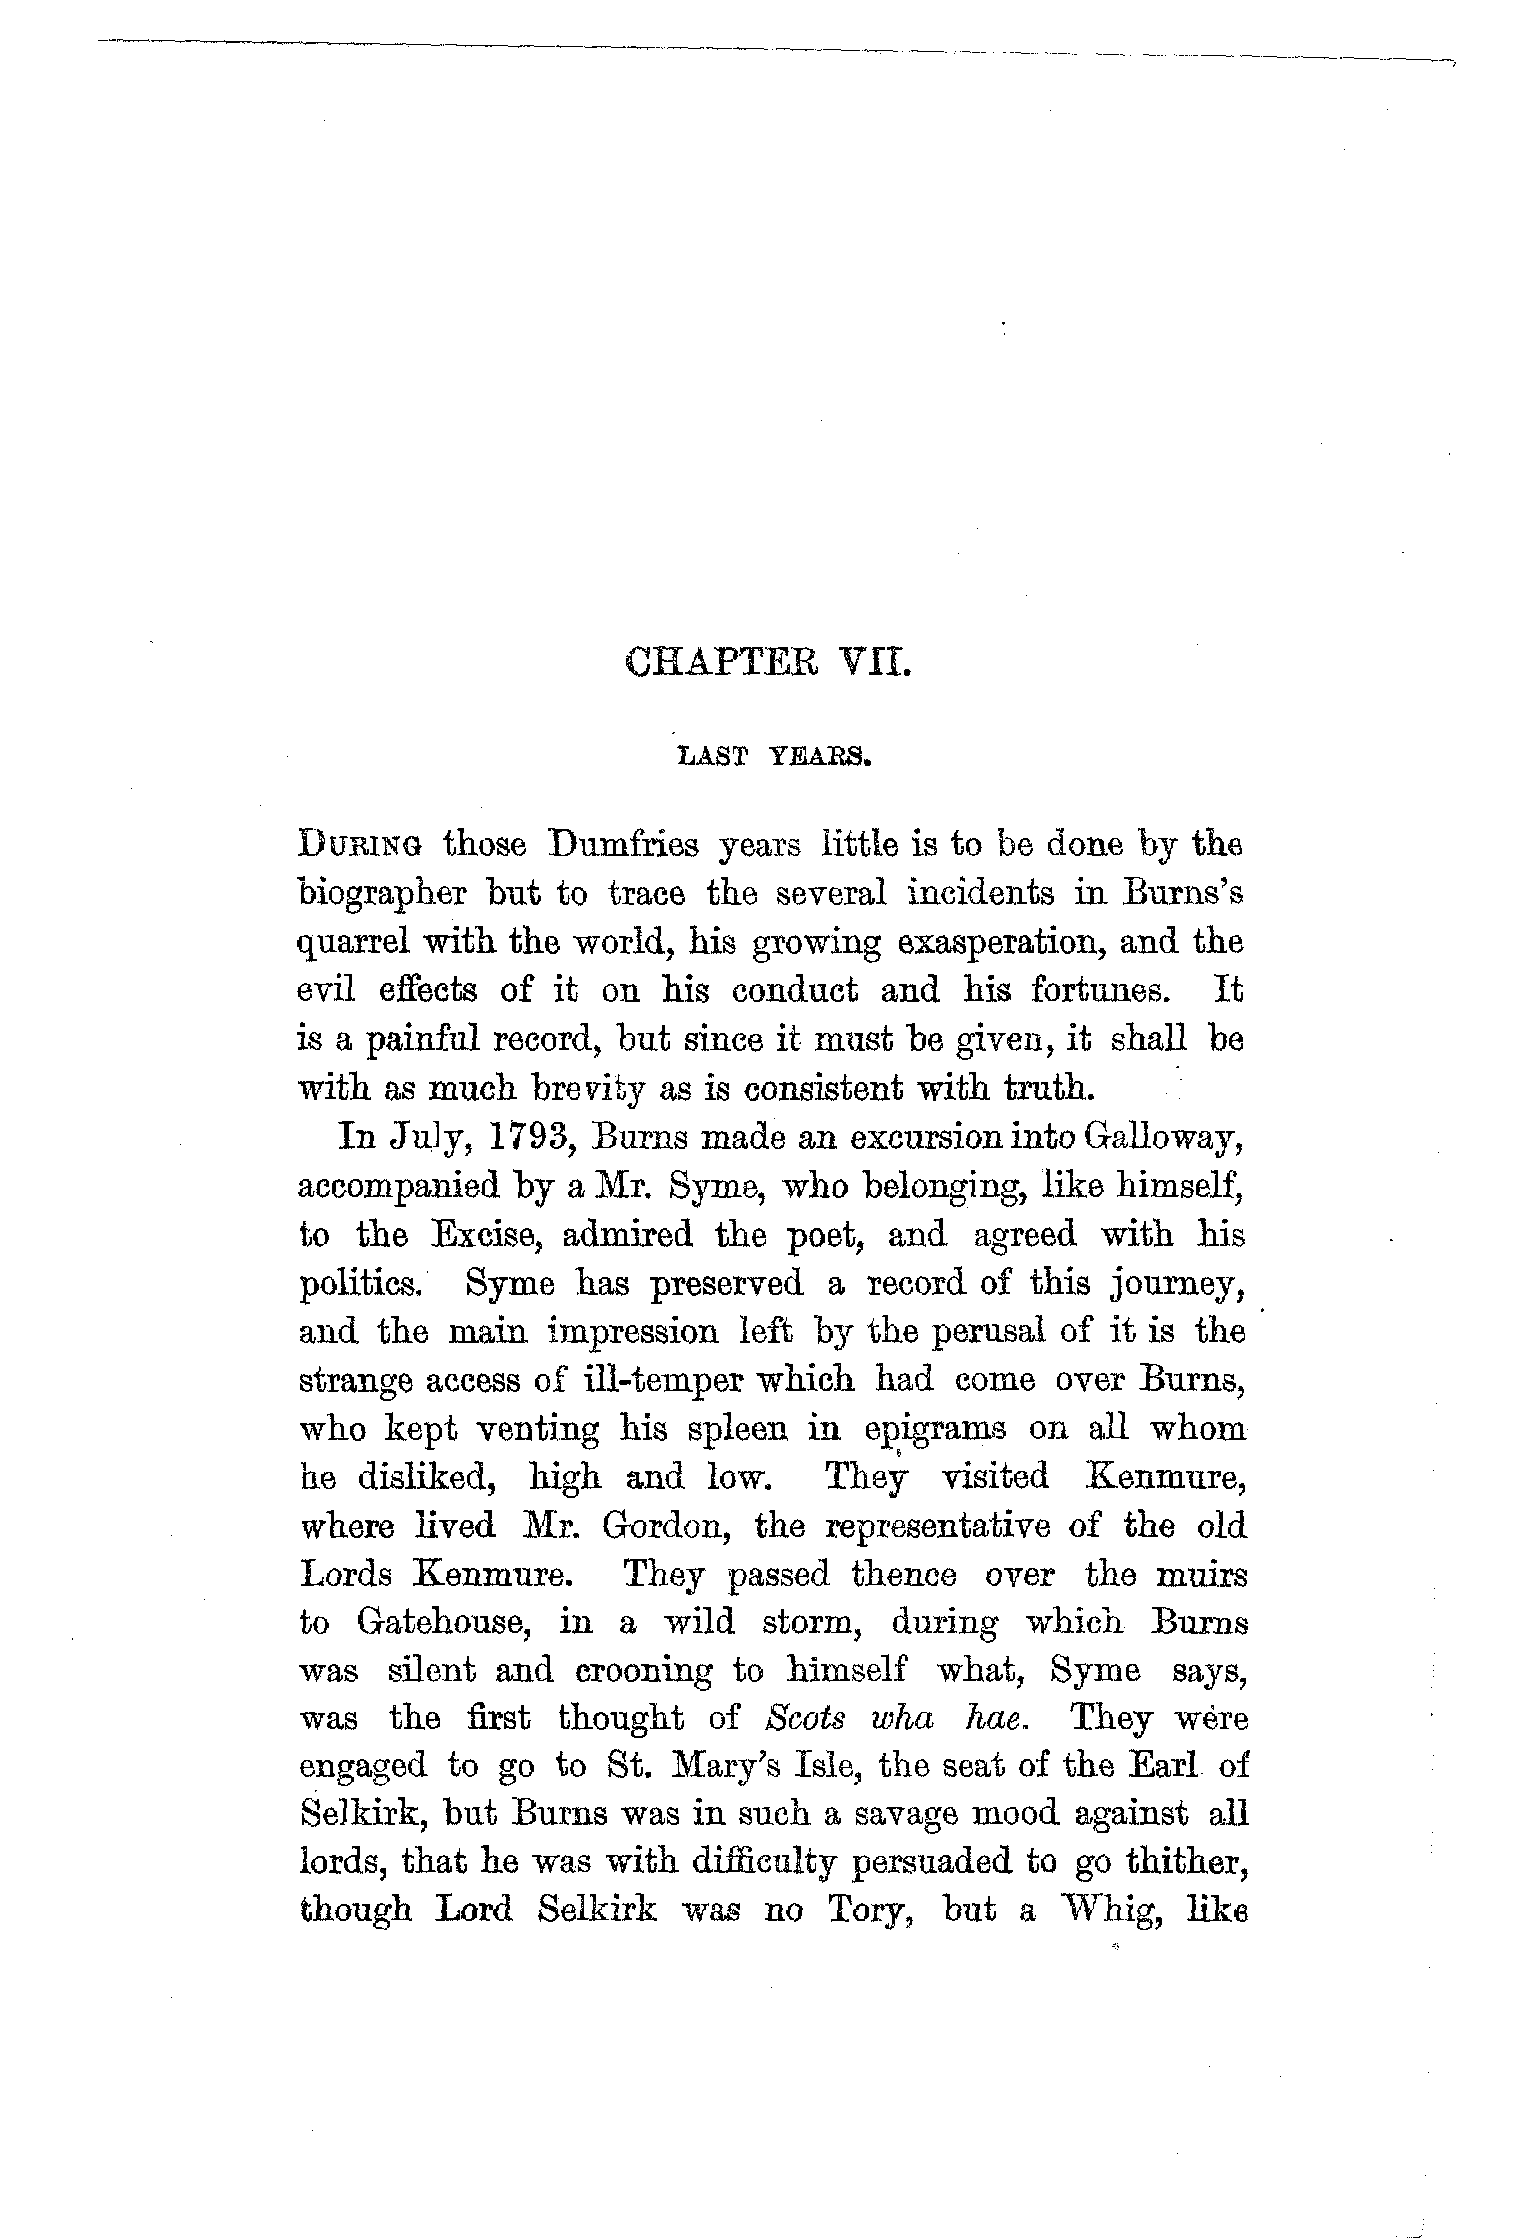 CHAPTER VII.
LAST YEARS.
DURING those Dumfries years little is to be done by the
biographer but to trace the several incidents in Burns's
quarrel with the world, his growing exasperation, and the
evil effects of it on his conduct and his fortunes. It
is a painful record, but since it must be given, it shall be
with as much brevity as is consistent with truth.
In July, 1793, Burns made an excursion into Galloway,
accompanied by a Mr. Syme, who belonging, like himself,
to the Excise, admired the poet, and agreed with his
politics. Syme has preserved a record of this journey,
and the main impression left by the perusal of it is the
strange access of ill-temper which had come over Burns,
who kept venting his spleen in epigrams on all whom
he disliked, high and low. They visited Kenmure,
where lived Mr. Gordon, the representative of the old
Lords Kenmure. They passed thence over the muirs
to Gatehouse, in a wild storm, during which Burns
was silent and crooning to himself what, Syme says,
was the first thought of Scots wha hae. They were
engaged to go to St. Mary's Isle, the seat of the Earl of
Selkirk, but Burns was in such a savage mood against all
lords, that he was with difficulty persuaded to go thither,
though Lord Selkirk was no Tory, but a Whig, like